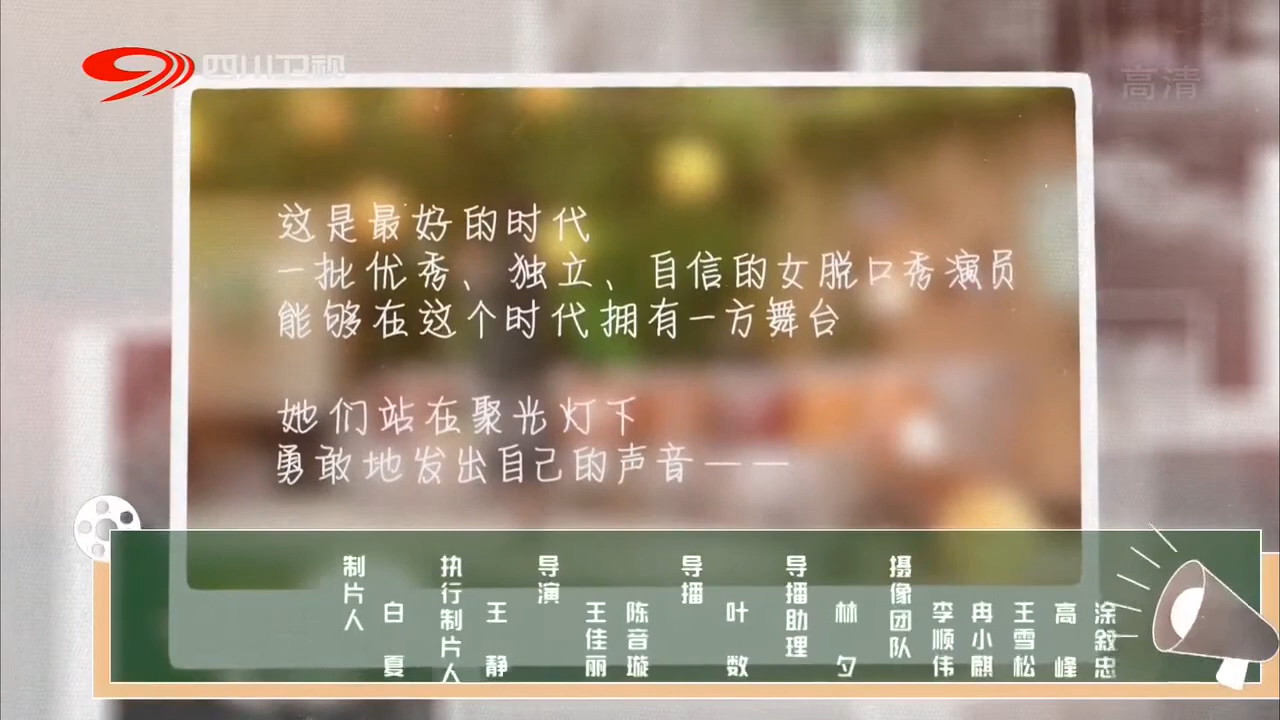 四川卫视
高清
这是最好的时代
一批优秀、独立、自信的女脱口秀演员
能够在这个时代拥有一方舞台
她们站在聚光灯下
勇敢地发出自己的声音——
制片人
白夏
执行制片人
王静
导演
王佳丽
陈音璇
导播
叶数
导播助理
林夕
摄像团队
李顺伟
冉小麒
王雪松
高峰
涂叙忠